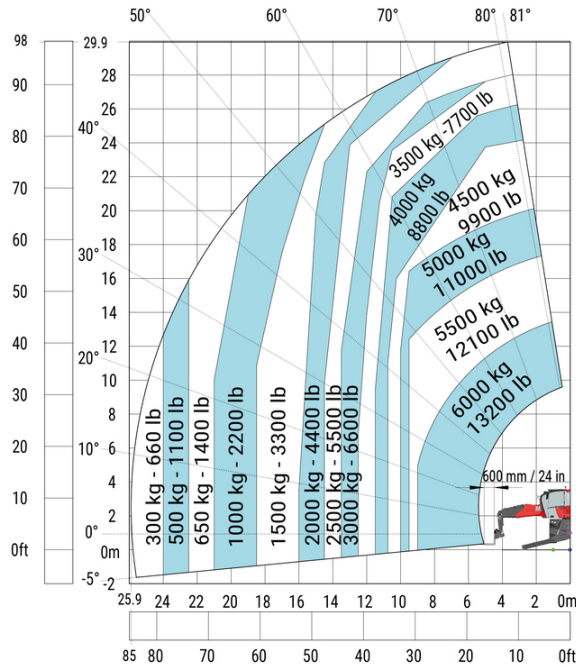 50°
60°
70°
80°
81°
98
29.9
90
28
26
80
40°
24
70
22
20
60
18
30°
50
16
14
40
20°
12
30
10
8
20
10°
6
4
10
2
0°
0ft
0m
-5°
-2
3500 kg -7700 lb
4000 kg
8800 lb
4500 kg
9900 lb
5000 kg
11000 lb
5500 kg
12100 lb
6000 kg
13200 lb
300 kg - 660 lb
500 kg - 1100 lb
650 kg - 1400 lb
1000 kg - 2200 lb
1500 kg - 3300 lb
2000 kg - 4400 lb
2500 kg - 5500 lb
3000 kg - 6600 lb
600 mm / 24 in
25.9 24 22 20 18 16 14 12 10 8 6 4 2 0m
85 80 70 60 50 40 30 20 10 0ft